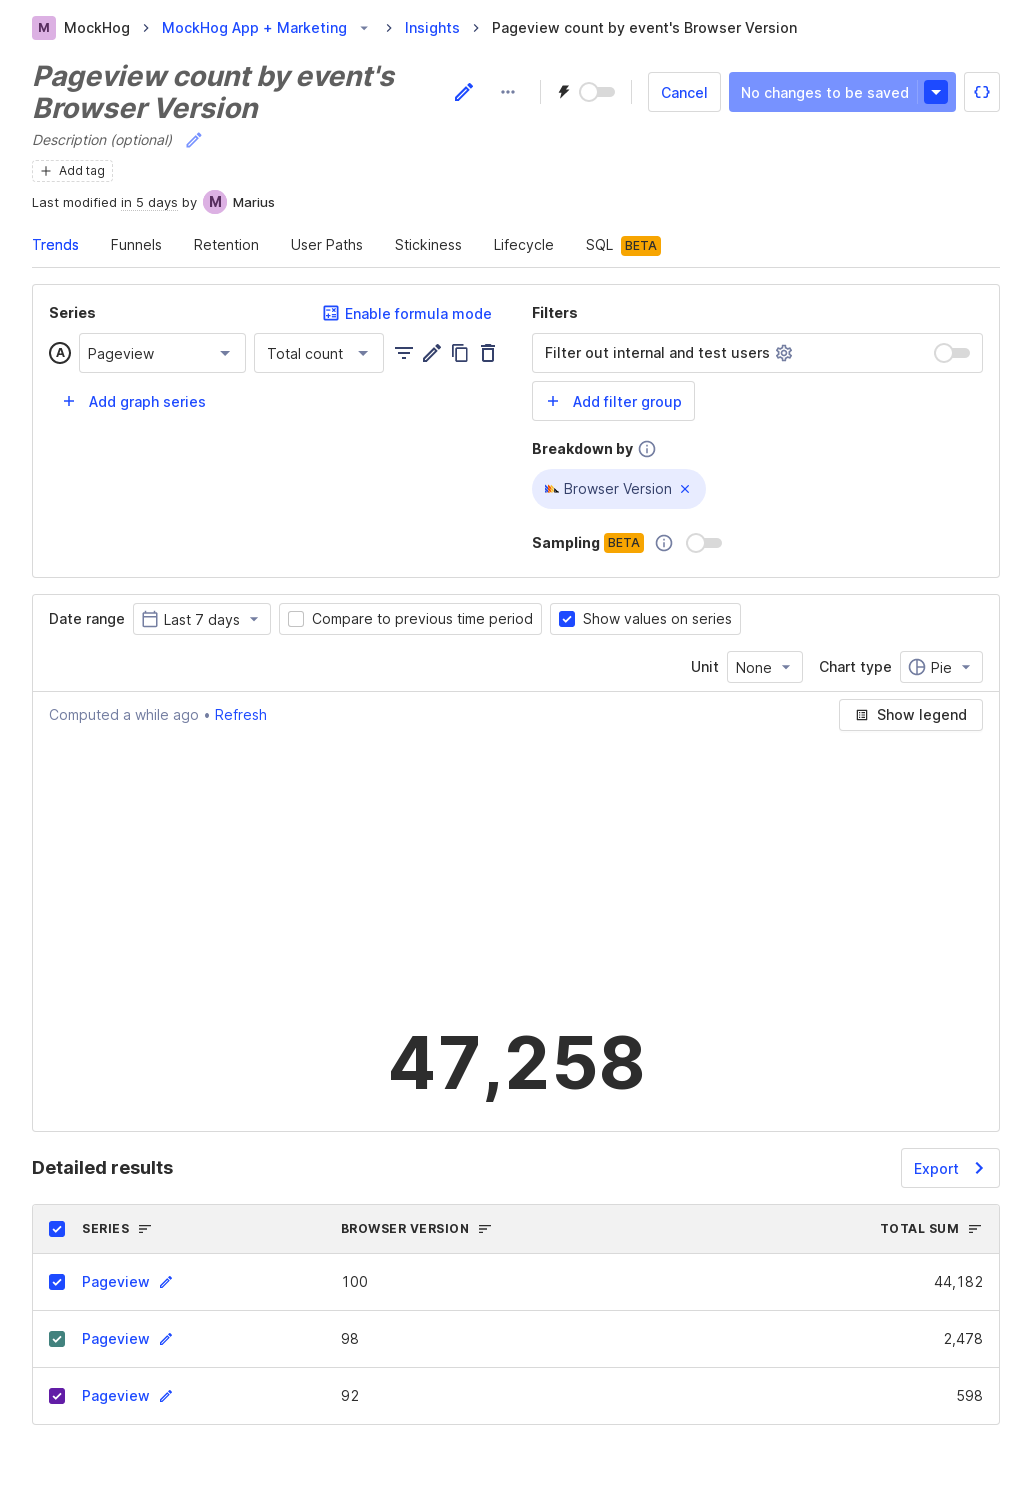 M MockHog MockHog App + Marketing Insights Pageview count by event's Browser Version
Pageview count by event's
Browser Version
Cancel No changes to be saved
Description (optional)
Add tag
Last modified in 5 days by M Marius
Trends Funnels Retention User Paths Stickiness Lifecycle SQL BETA
Series Enable formula mode
A Pageview Total count
Add graph series
Filters
Filter out internal and test users
Add filter group
Breakdown by
Browser Version
Sampling BETA
Date range Last 7 days Compare to previous time period Show values on series
Unit None Chart type Pie
Computed a while ago • Refresh Show legend
47,258
Detailed results Export
SERIES BROWSER VERSION TOTAL SUM
Pageview 100 44,182
Pageview 98 2,478
Pageview 92 598